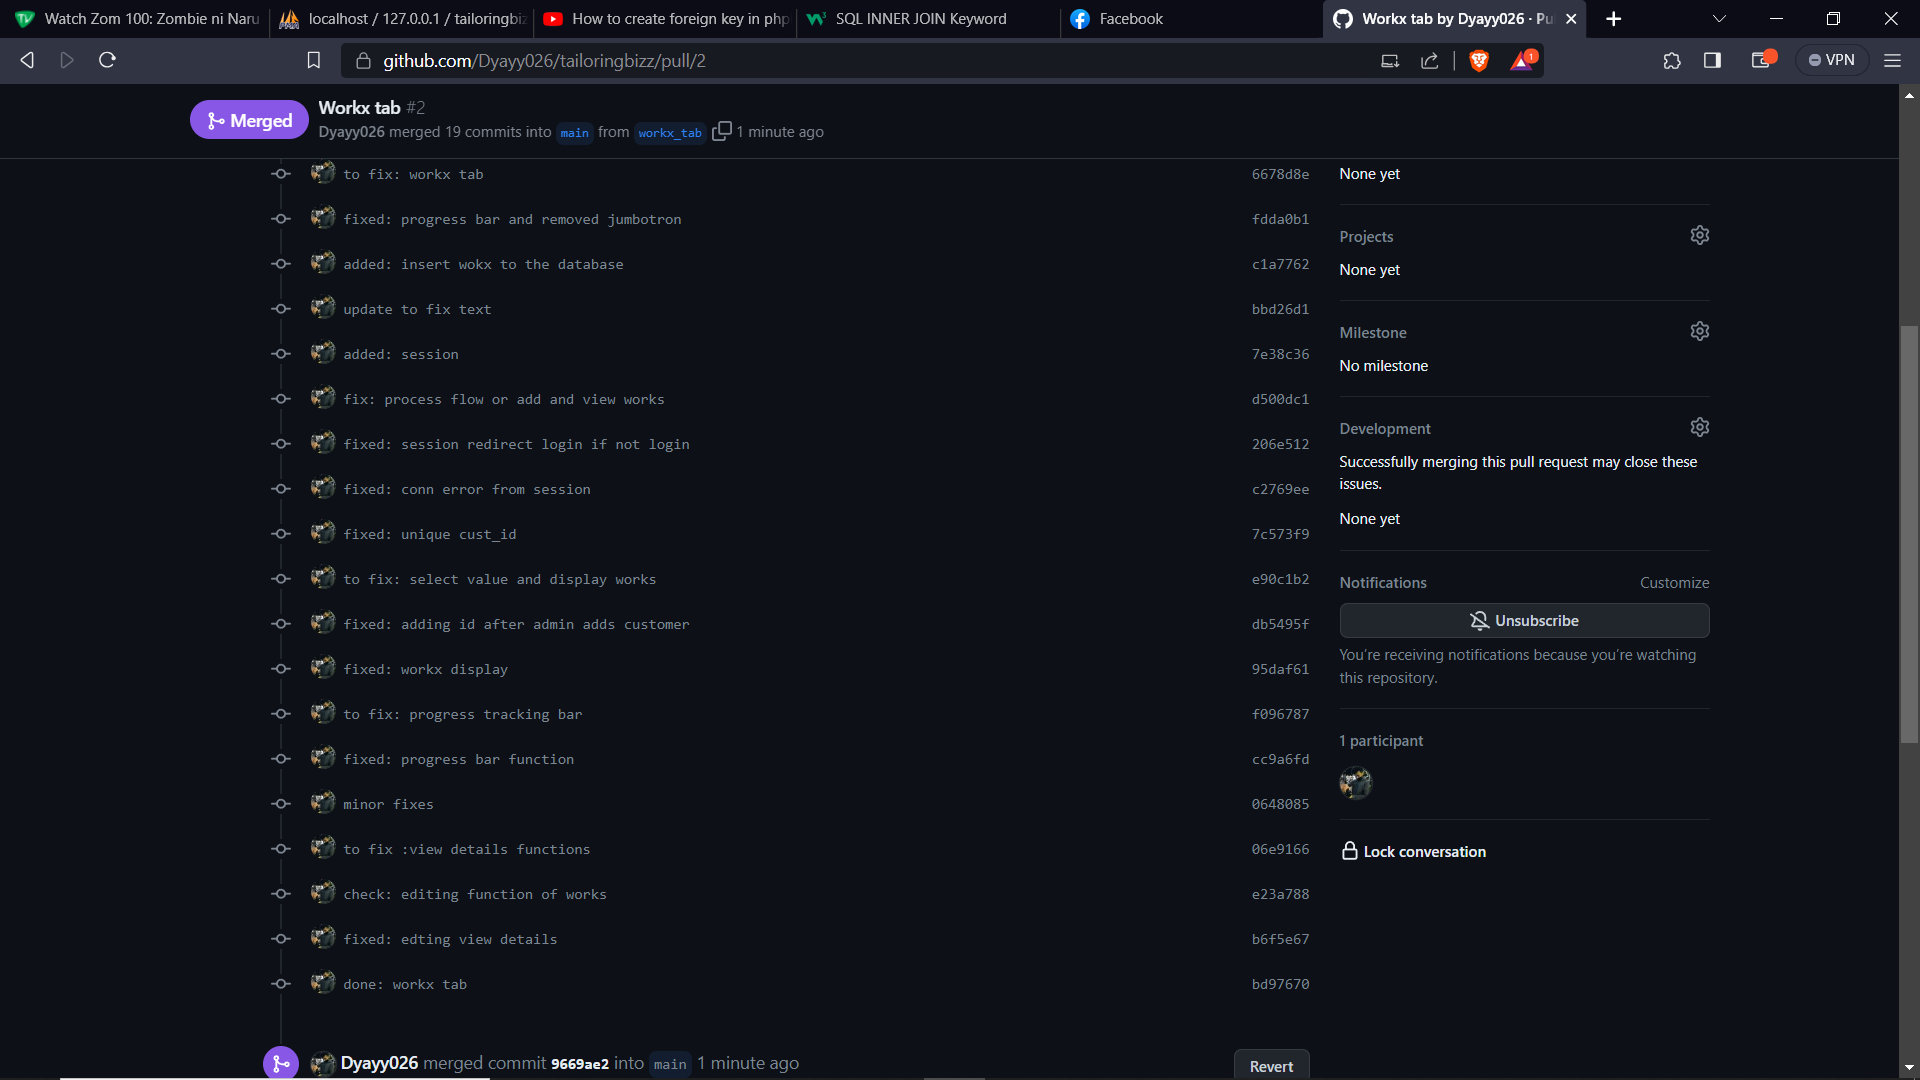 Watch Zom 100: Zombie ni Naru
localhost / 127.0.0.1 / tailoringbiz
How to create foreign key in php
SQL INNER JOIN Keyword
Facebook
Workx tab by Dyayy026 · Pu
github.com/Dyayy026/tailoringbizz/pull/2
1
VPN
Merged
Workx tab #2
Dyayy026 merged 19 commits into main from workx_tab 1 minute ago
to fix: workx tab 6678d8e
fixed: progress bar and removed jumbotron fdda0b1
added: insert wokx to the database c1a7762
update to fix text bbd26d1
added: session 7e38c36
fix: process flow or add and view works d500dc1
fixed: session redirect login if not login 206e512
fixed: conn error from session c2769ee
fixed: unique cust_id 7c573f9
to fix: select value and display works e90c1b2
fixed: adding id after admin adds customer db5495f
fixed: workx display 95daf61
to fix: progress tracking bar f096787
fixed: progress bar function cc9a6fd
minor fixes 0648085
to fix :view details functions 06e9166
check: editing function of works e23a788
fixed: edting view details b6f5e67
done: workx tab bd97670
Dyayy026 merged commit 9669ae2 into main 1 minute ago
Revert
None yet
Projects
None yet
Milestone
No milestone
Development
Successfully merging this pull request may close these
issues.
None yet
Notifications
Customize
Unsubscribe
You're receiving notifications because you're watching
this repository.
1 participant
Lock conversation